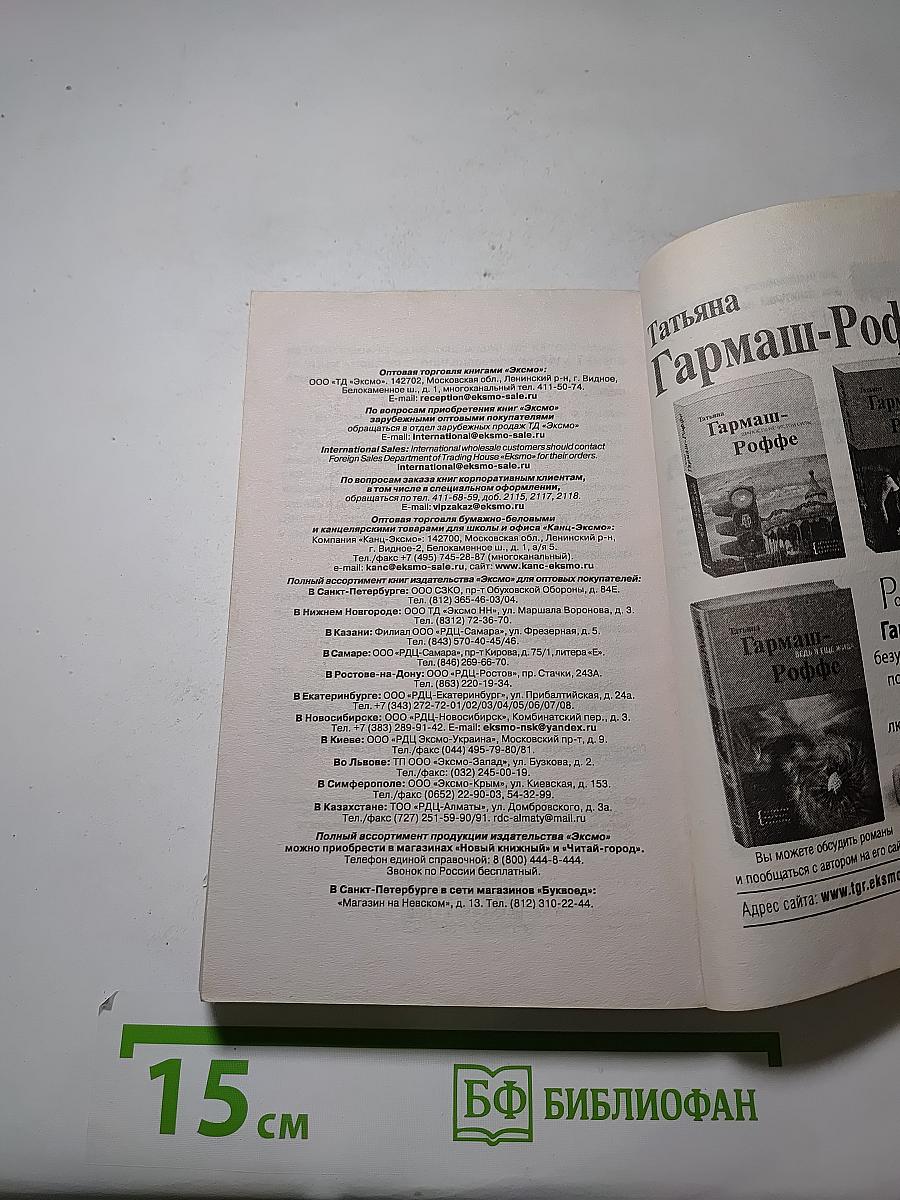 Оптовая торговля книгами «Эксмо»:
ООО «ТД «Эксмо». 142702, Московская обл., Ленинский р-н, г. Видное,
Белокаменное ш., д. 1, многоканальный тел. 411-50-74.
E-mail: reception@eksmo-sale.ru
По вопросам приобретения книг «Эксмо»
зарубежными оптовыми покупателями
обращаться в отдел зарубежных продаж ТД «Эксмо»
E-mail: international@eksmo-sale.ru
International Sales: International wholesale customers should contact
Foreign Sales Department of Trading House «Eksmo» for their orders.
international@eksmo-sale.ru
По вопросам заказа книг корпоративным клиентам,
в том числе в специальном оформлении,
обращаться по тел. 411-68-59, доб. 2115, 2117, 2118.
E-mail: vipzakaz@eksmo.ru
Оптовая торговля бумажно-беловыми
и канцелярскими товарами для школы и офиса «Канц-Эксмо»:
Компания «Канц-Эксмо»: 142700, Московская обл., Ленинский р-н,
г. Видное-2, Белокаменное ш., д. 1, а/я 5.
Тел./факс +7 (495) 745-28-87 (многоканальный).
e-mail: kanc@eksmo-sale.ru, сайт: www.kanc-eksmo.ru
Полный ассортимент книг издательства «Эксмо» для оптовых покупателей:
В Санкт-Петербурге: ООО СЗКО, пр-т Обуховской Обороны, д. 84Е.
Тел. (812) 365-46-03/04.
В Нижнем Новгороде: ООО ТД «Эксмо НН», ул. Маршала Воронова, д. 3.
Тел. (8312) 72-36-70.
В Казани: Филиал ООО «РДЦ-Самара», ул. Фрезерная, д. 5.
Тел. (843) 570-40-45/46.
В Самаре: ООО «РДЦ-Самара», пр-т Кирова, д. 75/1, литера «Е».
Тел. (846) 269-66-70.
В Ростове-на-Дону: ООО «РДЦ-Ростов», пр. Стачки, 243А.
Тел. (863) 220-19-34.
В Екатеринбурге: ООО «РДЦ-Екатеринбург», ул. Прибалтийская, д. 24а.
Тел. +7 (343) 272-72-01/02/03/04/05/06/07/08.
В Новосибирске: ООО «РДЦ-Новосибирск», Комбинатский пер., д. 3.
Тел. +7 (383) 289-91-42. E-mail: eksmo-nsk@yandex.ru
В Киеве: ООО «РДЦ Эксмо-Украина», Московский пр-т, д. 9.
Тел./факс (044) 495-79-80/81.
Во Львове: ТП ООО «Эксмо-Запад», ул. Бузкова, д. 2.
Тел./факс: (032) 245-00-19.
В Симферополе: ООО «Эксмо-Крым», ул. Киевская, д. 153.
Тел./факс (0652) 22-90-03, 54-32-99.
В Казахстане: ТОО «РДЦ-Алматы», ул. Домбровского, д. 3а.
Тел./факс (727) 251-59-90/91. rdc-almaty@mail.ru
Полный ассортимент продукции издательства «Эксмо»
можно приобрести в магазинах «Новый книжный» и «Читай-город».
Телефон единой справочной: 8 (800) 444-8-444.
Звонок по России бесплатный.
В Санкт-Петербурге в сети магазинов «Буквоед»:
«Магазин на Невском», д. 13. Тел. (812) 310-22-44.
Татьяна
Гармаш-Роф
Татьяна
Гармаш-
Роффе
Татьяна
Гармаш-
ВЕДЬ Я ЕЩЕ ЖИВА
Роффе
Вы можете обсудить романы
и пообщаться с автором на его сай
Адрес сайта: www.tgr.eksmo
15 см
БФ БИБЛИОФАН